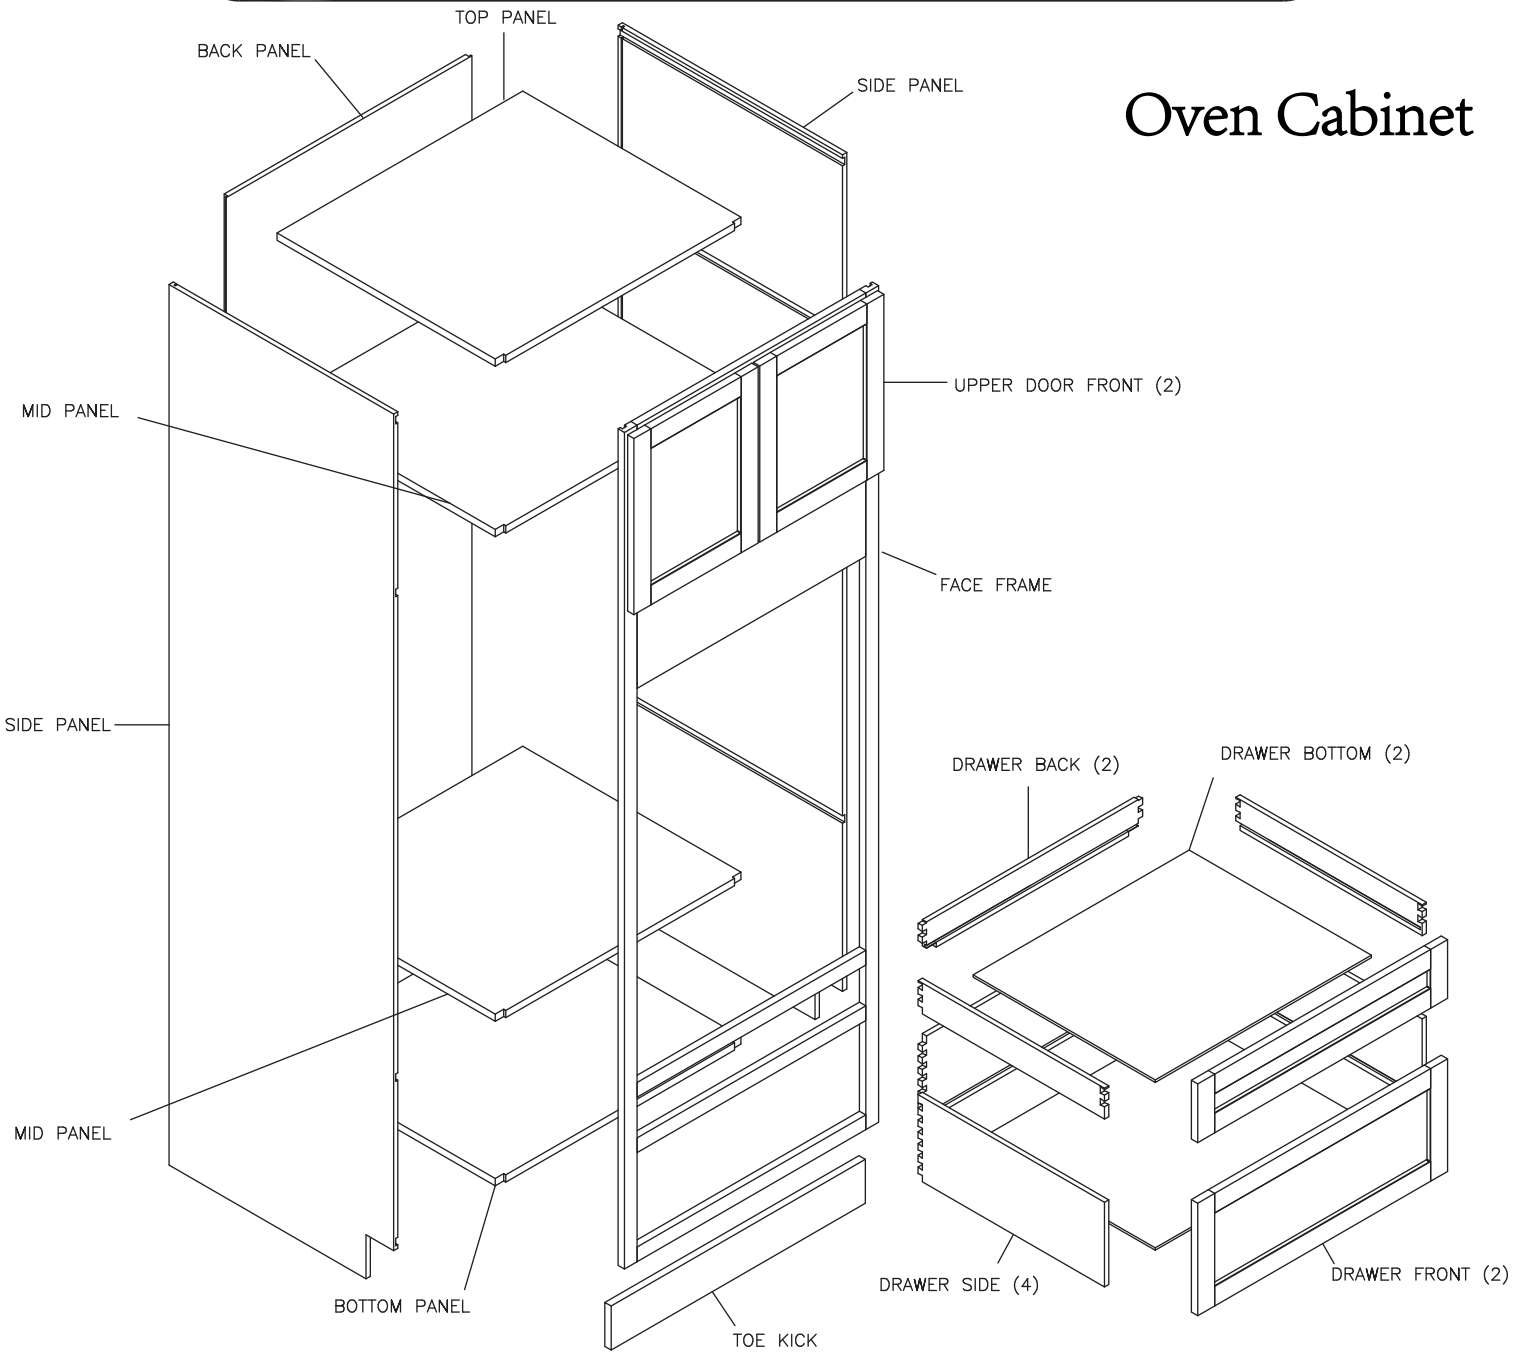 TOP PANEL
BACK PANEL
SIDE PANEL
Oven Cabinet
UPPER DOOR FRONT (2)
MID PANEL
FACE FRAME
SIDE PANEL
DRAWER BACK (2)
DRAWER BOTTOM (2)
MID PANEL
DRAWER SIDE (4)
DRAWER FRONT (2)
BOTTOM PANEL
TOE KICK